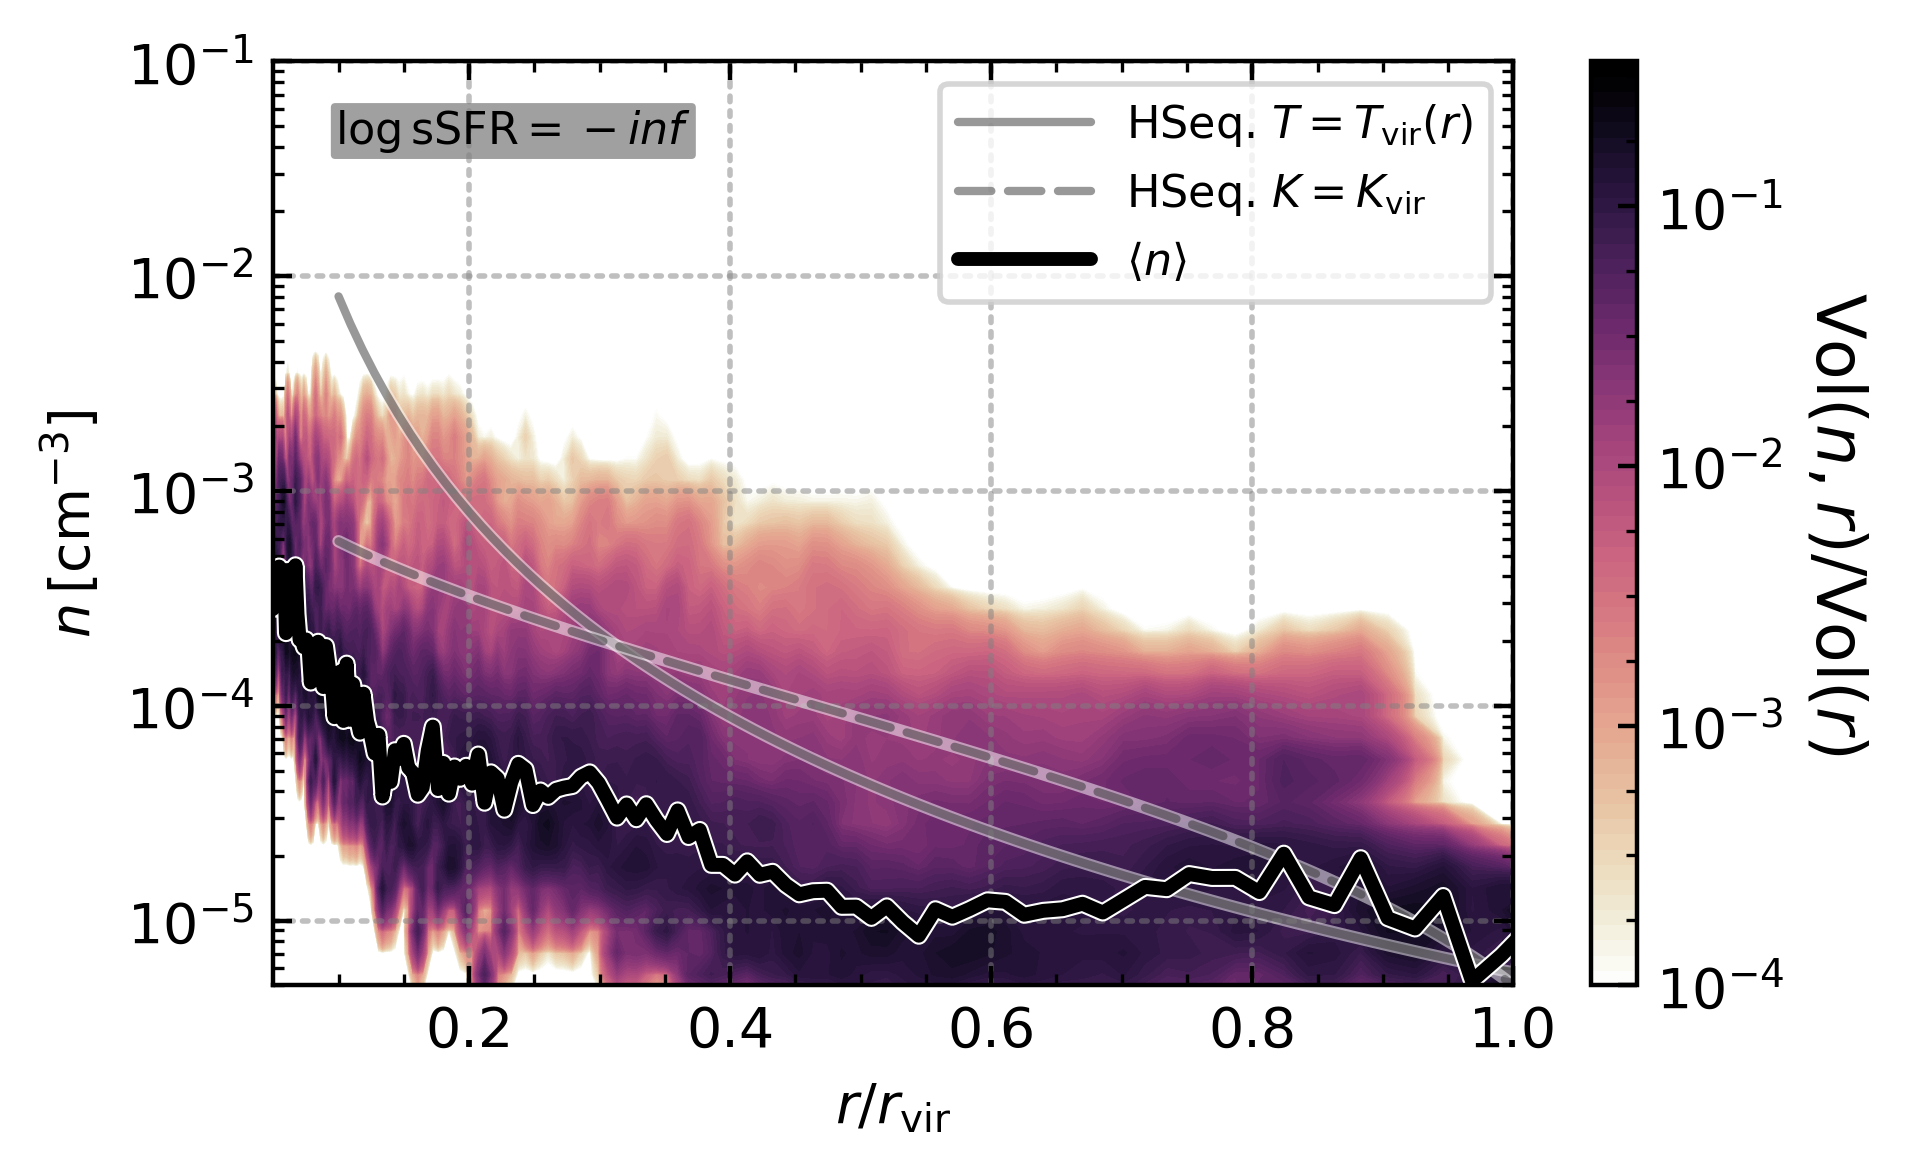 10⁻¹
10⁻²
10⁻³
10⁻⁴
10⁻⁵
n [cm⁻³]
log sSFR = −inf
HSeq. T = T_vir(r)
HSeq. K = K_vir
⟨n⟩
0.2 0.4 0.6 0.8 1.0
r/r_vir
10⁻¹
10⁻²
10⁻³
10⁻⁴
Vol(n, r)/Vol(r)